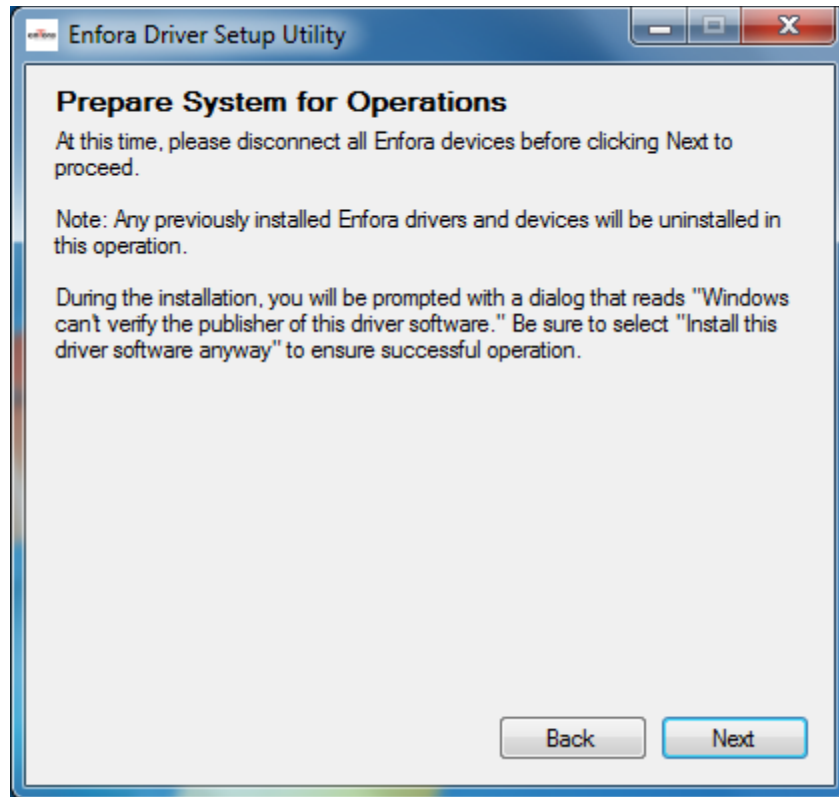 enfora Enfora Driver Setup Utility
Prepare System for Operations
At this time, please disconnect all Enfora devices before clicking Next to
proceed.
Note: Any previously installed Enfora drivers and devices will be uninstalled in
this operation.
During the installation, you will be prompted with a dialog that reads "Windows
can't verify the publisher of this driver software." Be sure to select "Install this
driver software anyway" to ensure successful operation.
Back Next